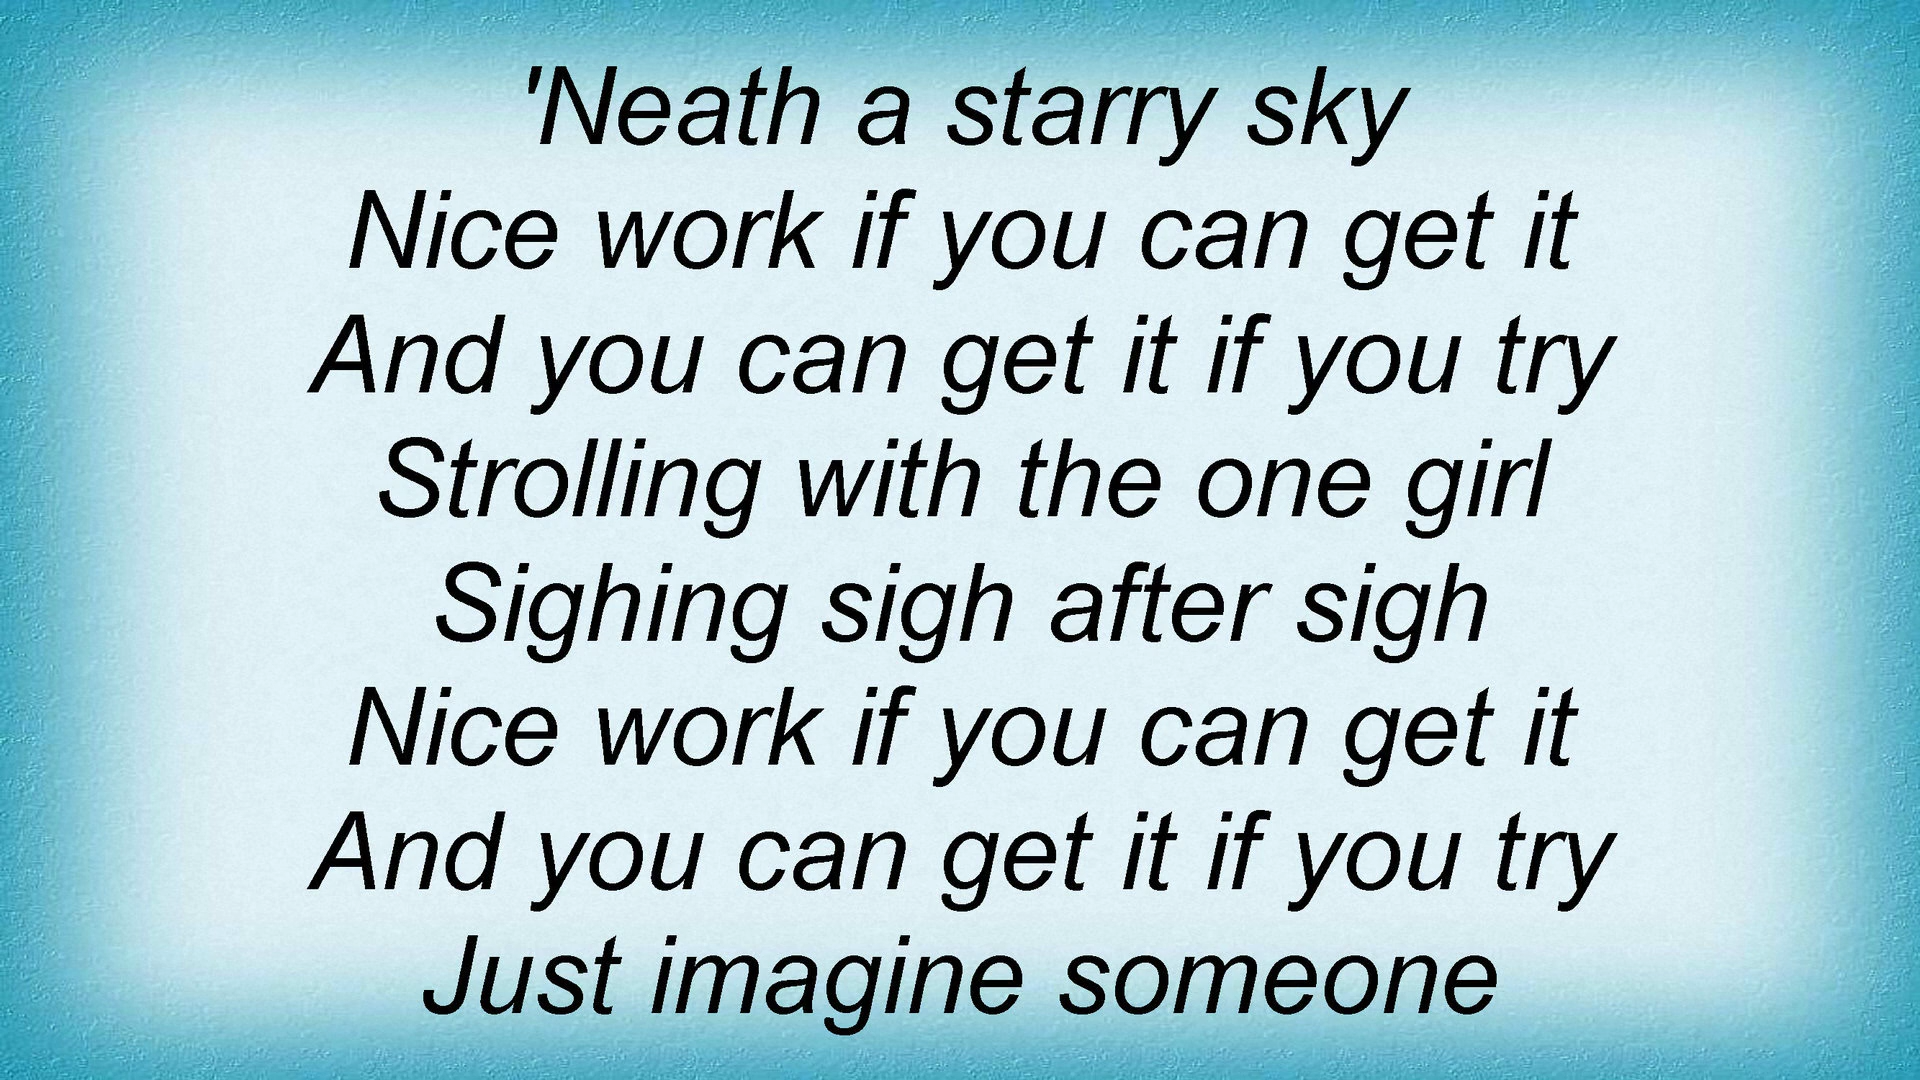 'Neath a starry sky
Nice work if you can get it
And you can get it if you try
Strolling with the one girl
Sighing sigh after sigh
Nice work if you can get it
And you can get it if you try
Just imagine someone